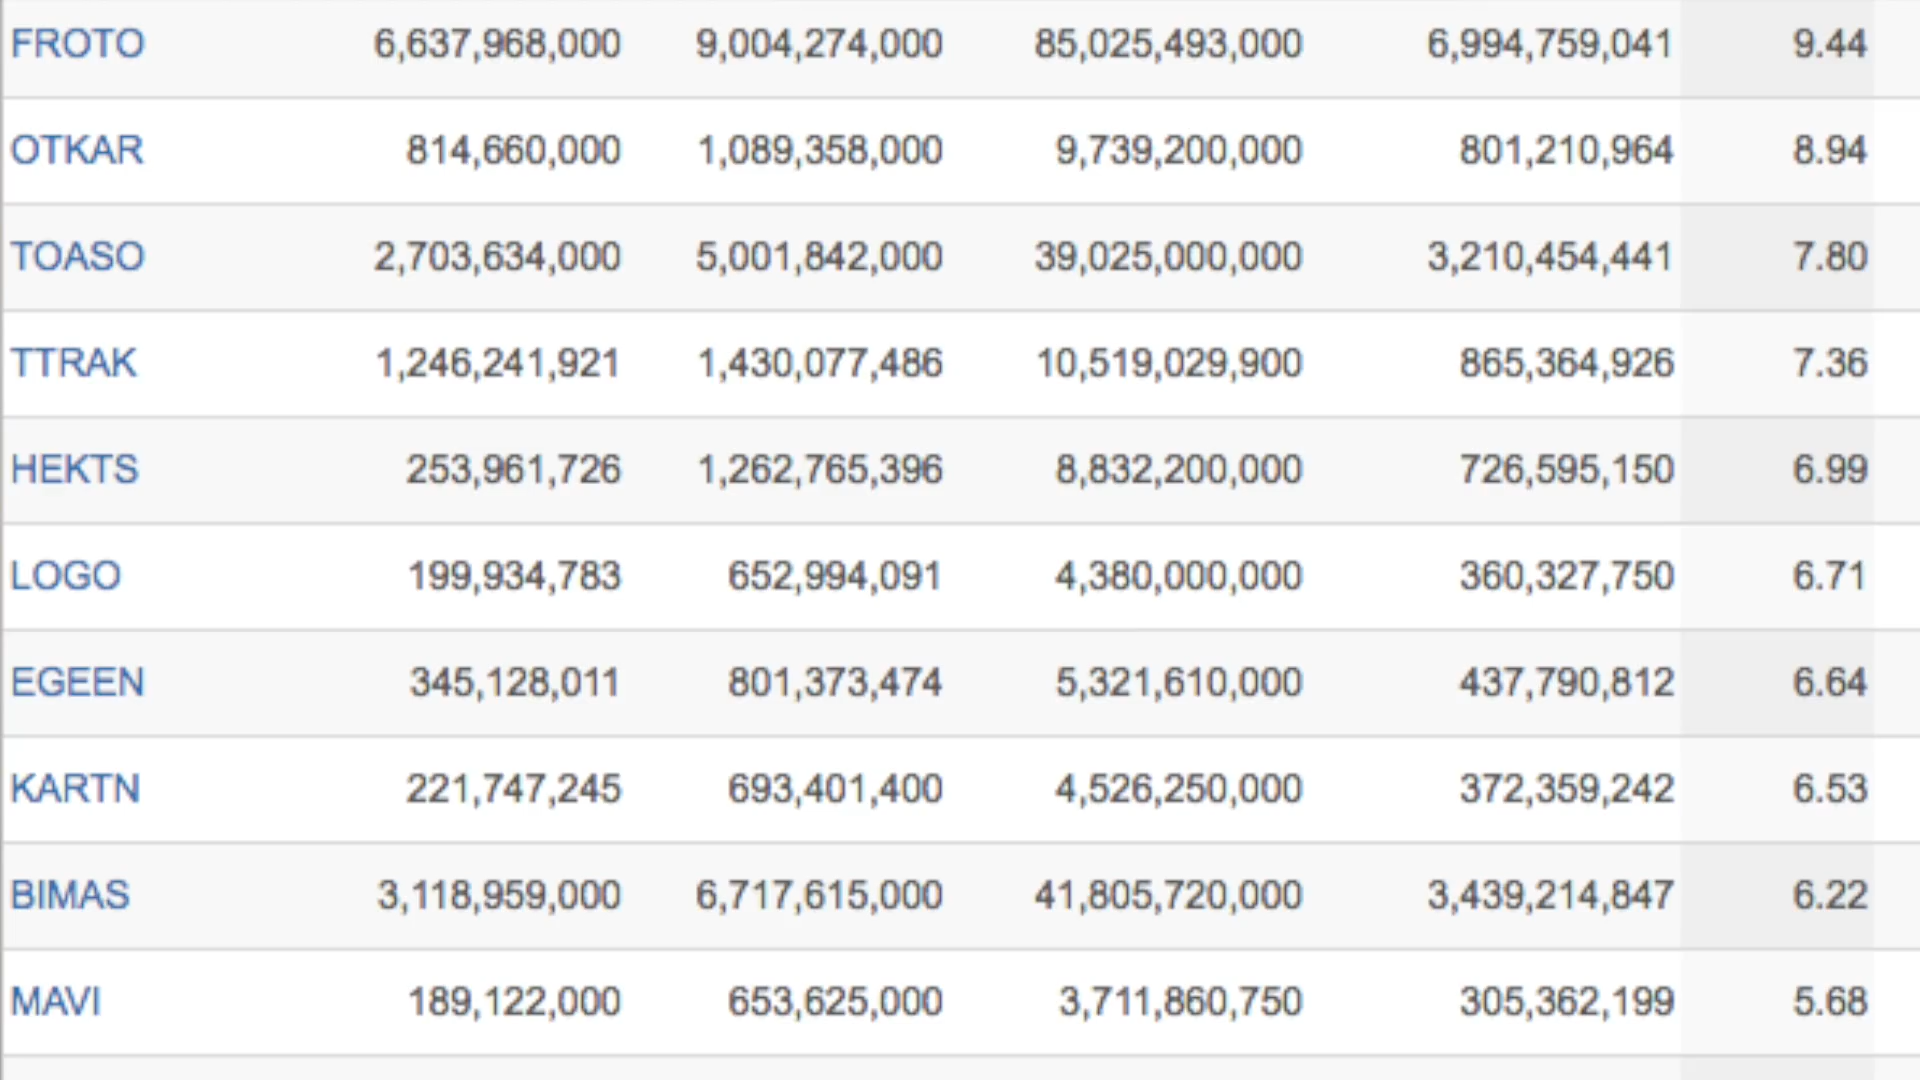 FROTO 6,637,968,000 9,004,274,000 85,025,493,000 6,994,759,041 9.44
OTKAR 814,660,000 1,089,358,000 9,739,200,000 801,210,964 8.94
TOASO 2,703,634,000 5,001,842,000 39,025,000,000 3,210,454,441 7.80
TTRAK 1,246,241,921 1,430,077,486 10,519,029,900 865,364,926 7.36
HEKTS 253,961,726 1,262,765,396 8,832,200,000 726,595,150 6.99
LOGO 199,934,783 652,994,091 4,380,000,000 360,327,750 6.71
EGEEN 345,128,011 801,373,474 5,321,610,000 437,790,812 6.64
KARTN 221,747,245 693,401,400 4,526,250,000 372,359,242 6.53
BIMAS 3,118,959,000 6,717,615,000 41,805,720,000 3,439,214,847 6.22
MAVI 189,122,000 653,625,000 3,711,860,750 305,362,199 5.68